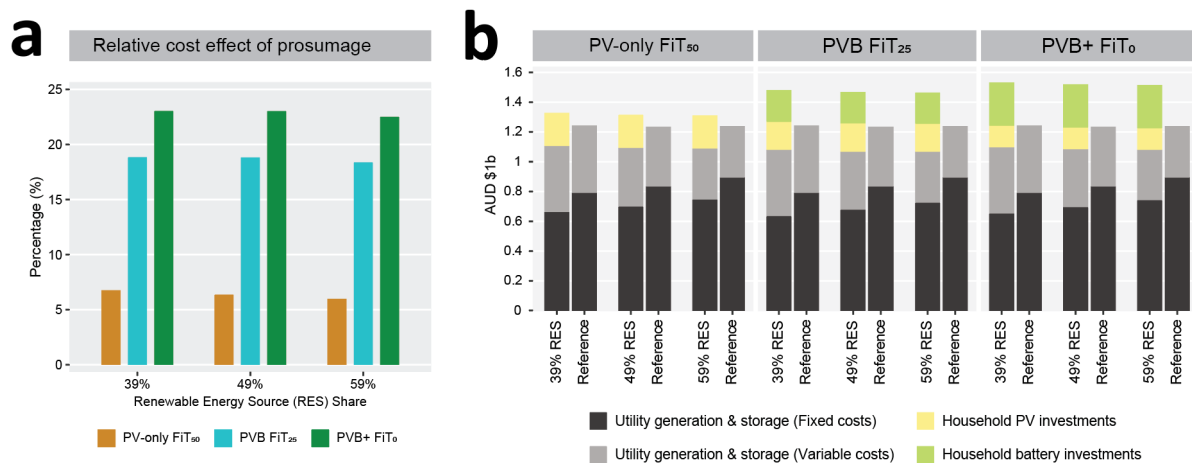 a
Relative cost effect of prosumage
25
20
15
10
5
0
Percentage (%)
39%
49%
59%
Renewable Energy Source (RES) Share
PV-only FiT₅₀
PVB FiT₂₅
PVB+ FiT₀
b
PV-only FiT₅₀
PVB FiT₂₅
PVB+ FiT₀
1.6
1.4
1.2
1
0.8
0.6
0.4
0.2
0
AUD $1b
39% RES
Reference
49% RES
Reference
59% RES
Reference
39% RES
Reference
49% RES
Reference
59% RES
Reference
39% RES
Reference
49% RES
Reference
59% RES
Reference
Utility generation & storage (Fixed costs)
Household PV investments
Utility generation & storage (Variable costs)
Household battery investments